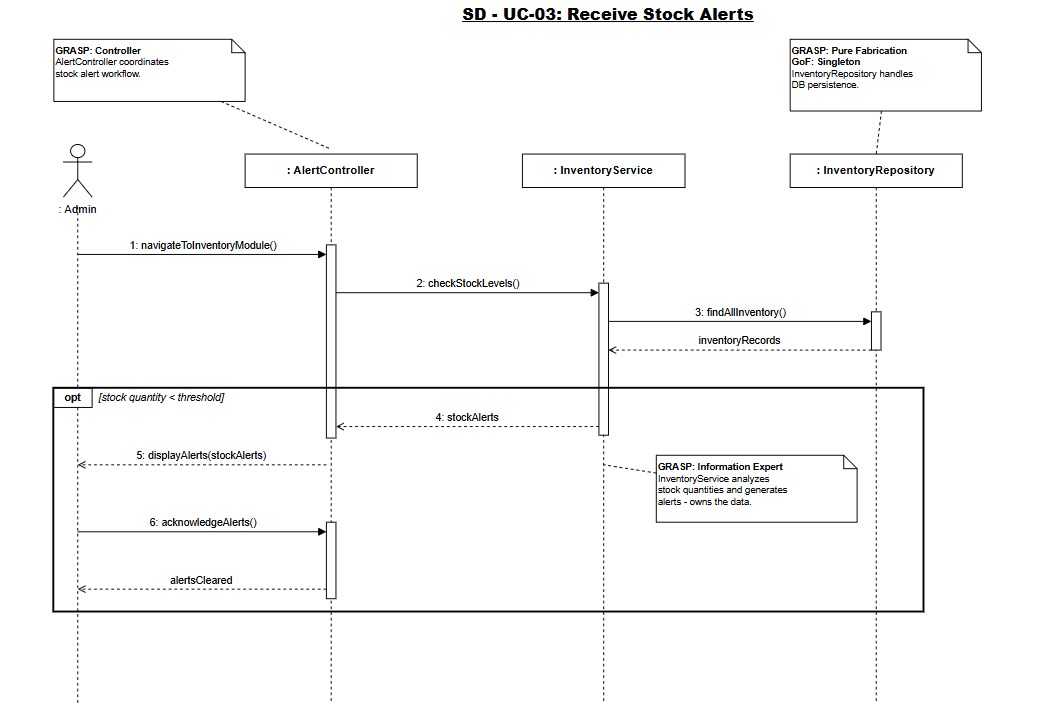 SD - UC-03: Receive Stock Alerts
GRASP: Controller
AlertController coordinates
stock alert workflow.
GRASP: Pure Fabrication
GoF: Singleton
InventoryRepository handles
DB persistence.
: Admin
: AlertController
: InventoryService
: InventoryRepository
1: navigateToInventoryModule()
2: checkStockLevels()
3: findAllInventory()
inventoryRecords
opt
[stock quantity < threshold]
4: stockAlerts
5: displayAlerts(stockAlerts)
GRASP: Information Expert
InventoryService analyzes
stock quantities and generates
alerts - owns the data.
6: acknowledgeAlerts()
alertsCleared